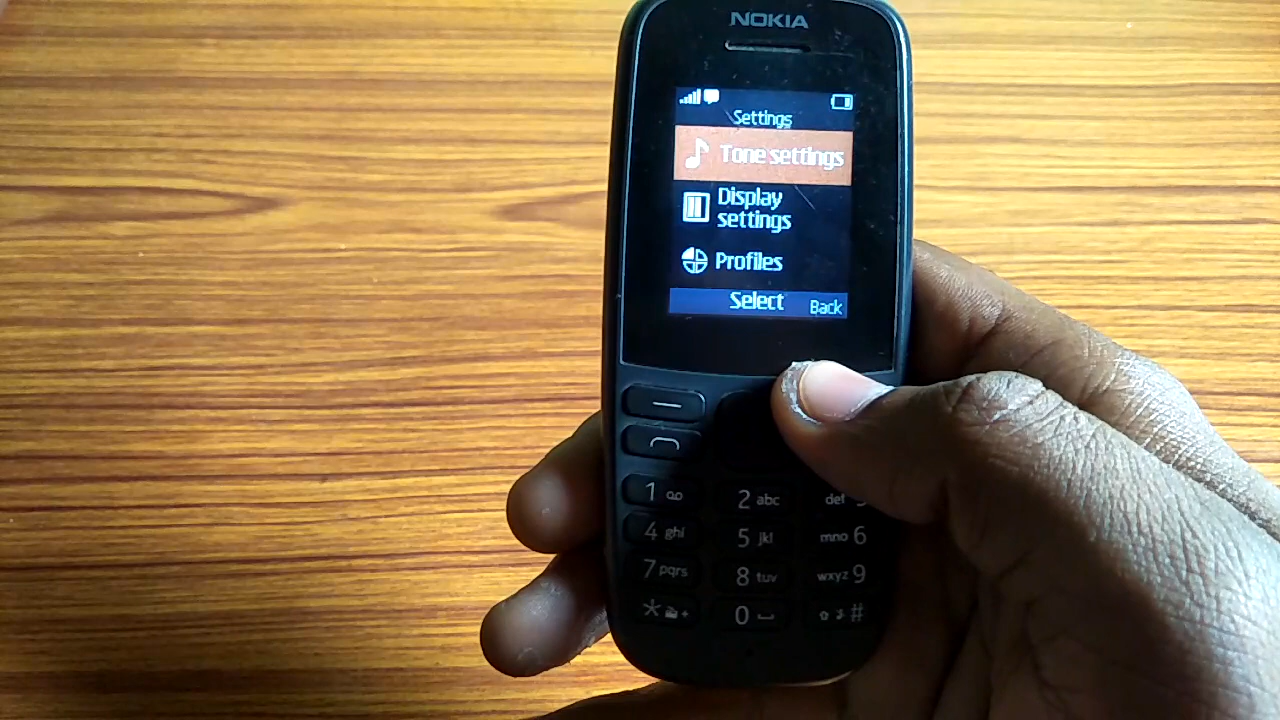 NOKIA
Settings
Tone settings
Display
settings
Profiles
Select Back
1
2 abc
def
4 ghi
5 jkl
mno 6
7 pqrs
8 tuv
wxyz 9
* +
0
#